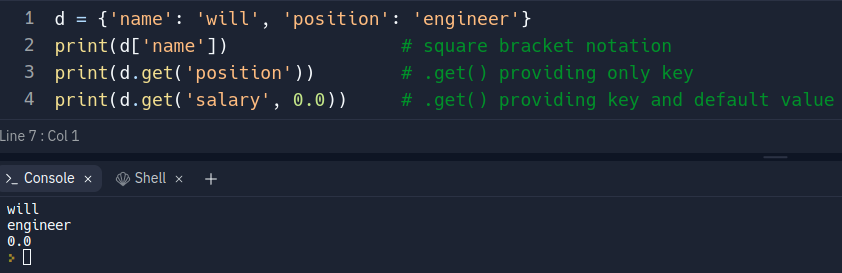 1 d = {'name': 'will', 'position': 'engineer'}
2 print(d['name']) # square bracket notation
3 print(d.get('position')) # .get() providing only key
4 print(d.get('salary', 0.0)) # .get() providing key and default value
Line 7 : Col 1
>_ Console × Shell × +
will
engineer
0.0
>